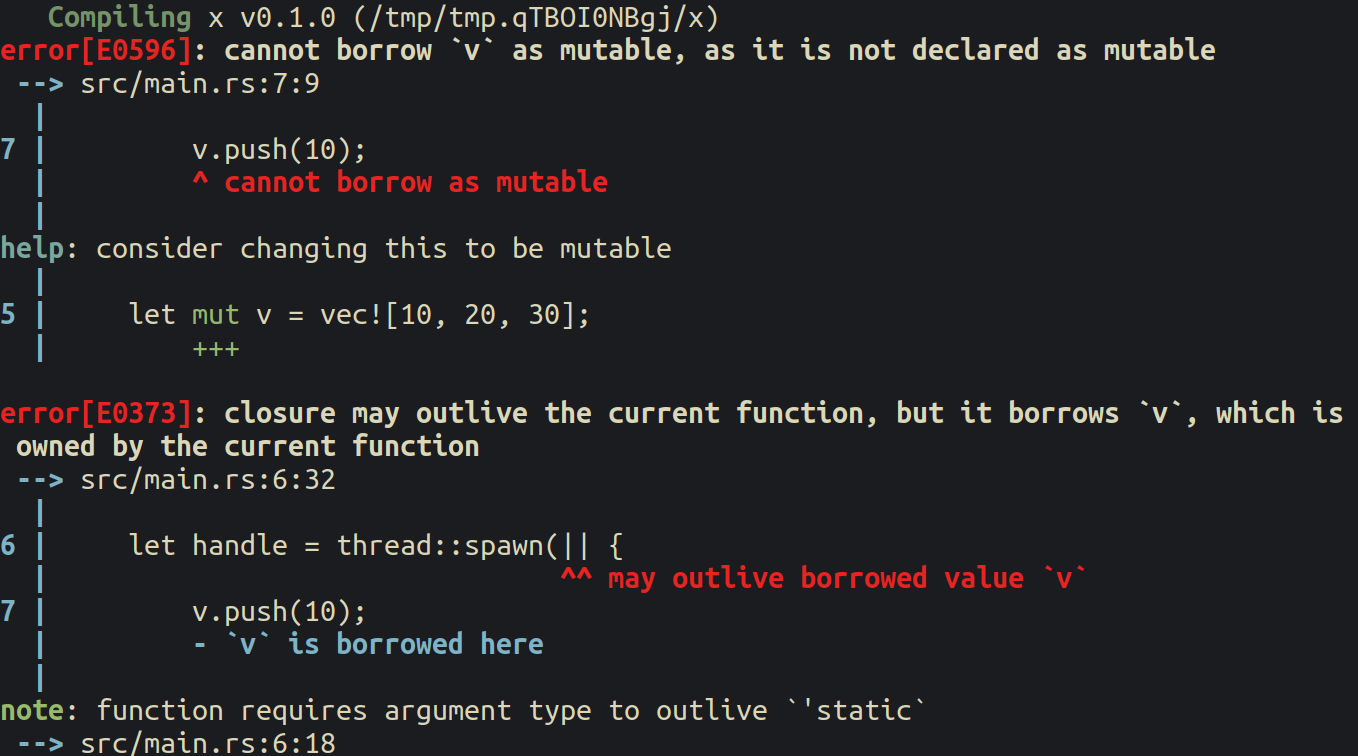 Compiling x v0.1.0 (/tmp/tmp.qTBOI0NBgj/x)
error[E0596]: cannot borrow `v` as mutable, as it is not declared as mutable
 --> src/main.rs:7:9
  |
7 |         v.push(10);
  |         ^ cannot borrow as mutable
  |
help: consider changing this to be mutable
  |
5 |     let mut v = vec![10, 20, 30];
  |         +++

error[E0373]: closure may outlive the current function, but it borrows `v`, which is
 owned by the current function
 --> src/main.rs:6:32
  |
6 |     let handle = thread::spawn(|| {
  |                                ^^ may outlive borrowed value `v`
7 |         v.push(10);
  |         - `v` is borrowed here
  |
note: function requires argument type to outlive `'static`
 --> src/main.rs:6:18